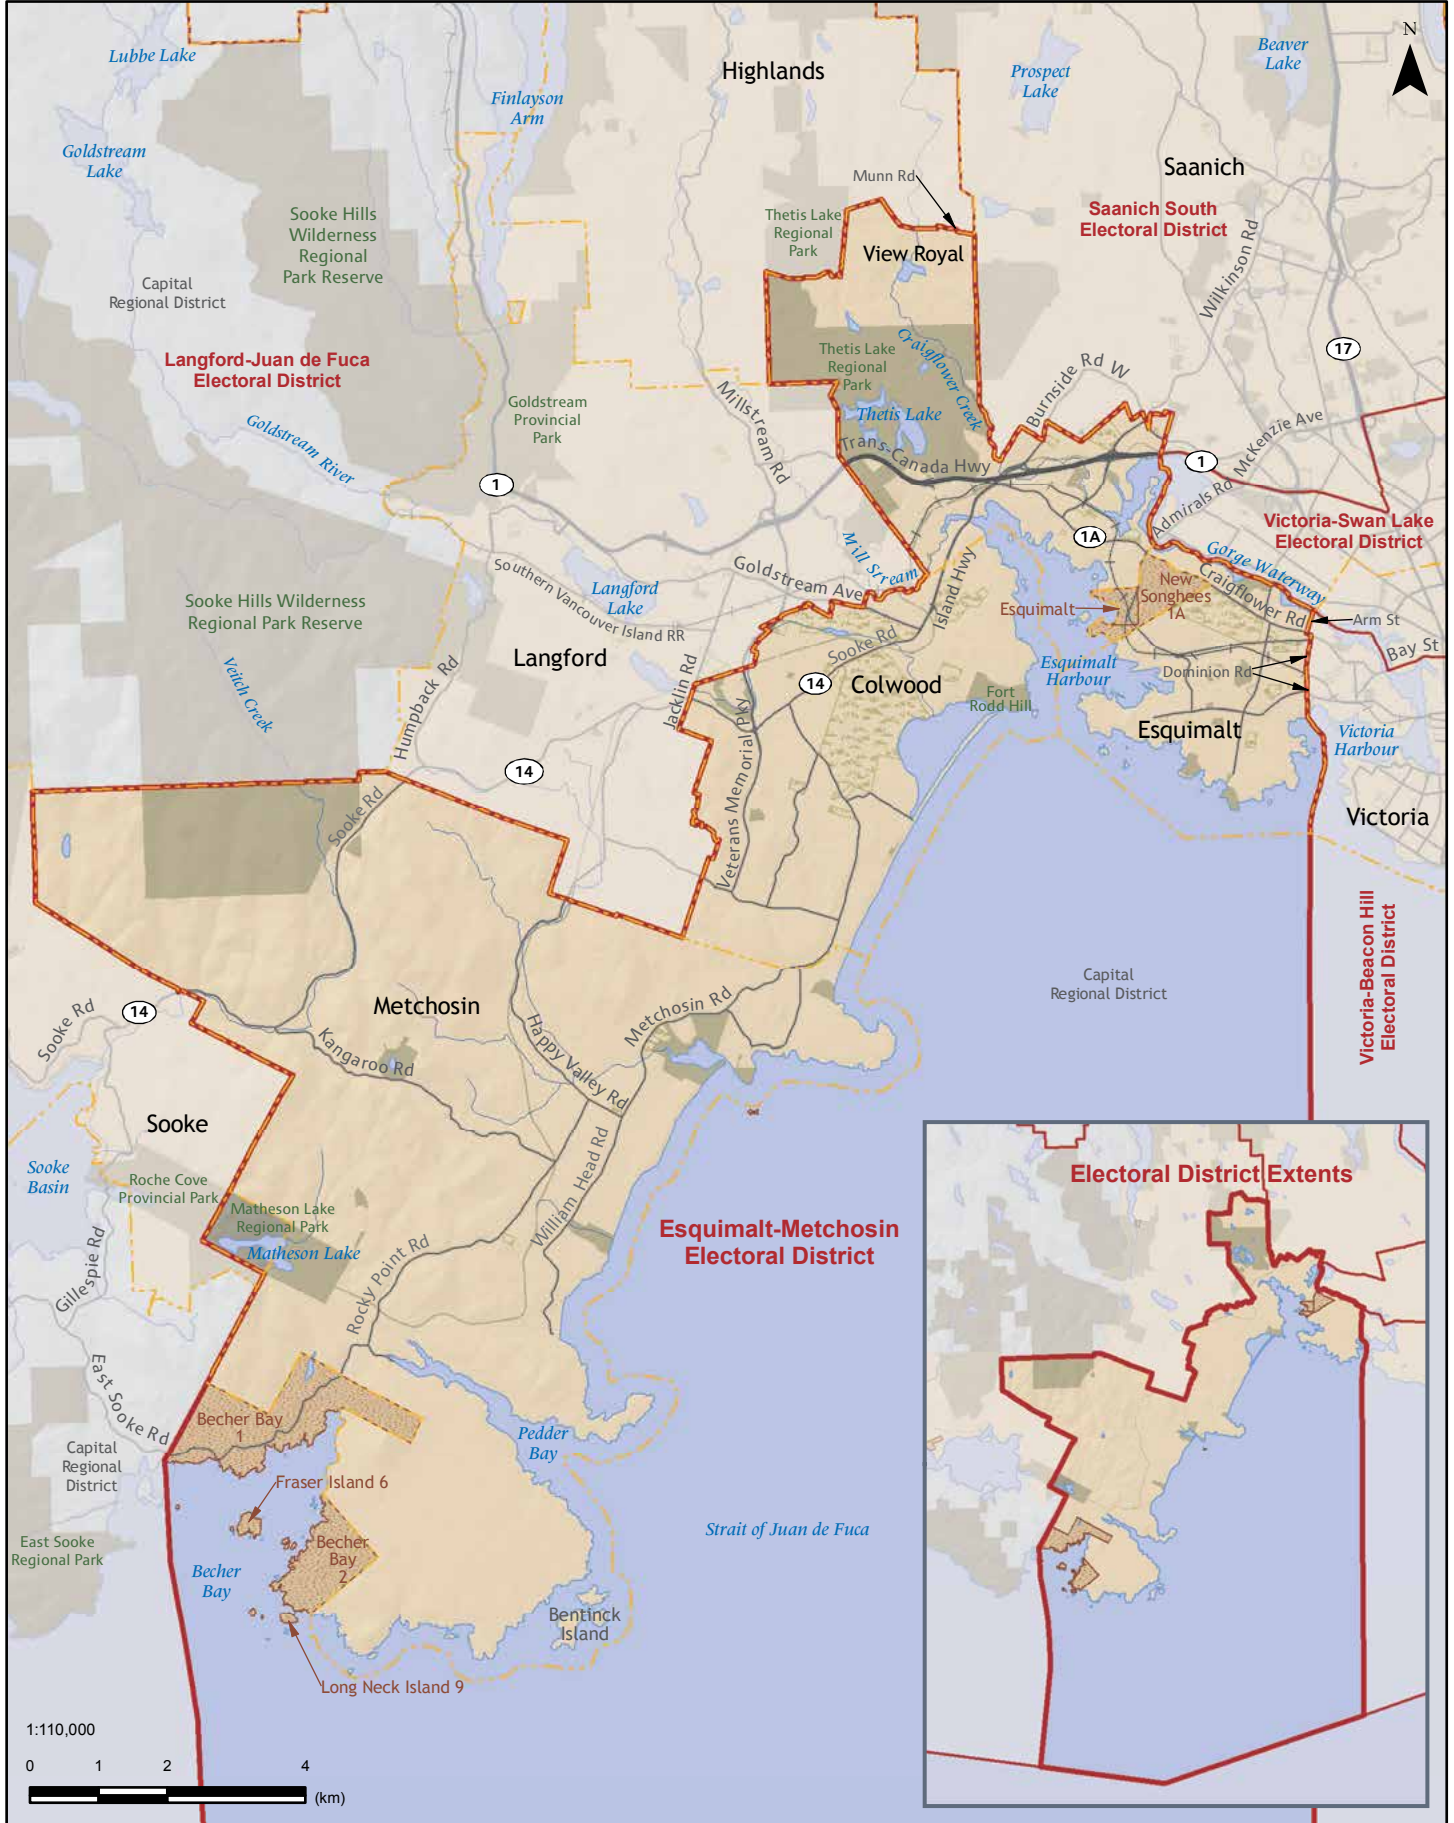 N
Lubbe Lake
Finlayson
Arm
Highlands
Prospect
Lake
Beaver
Lake
Goldstream
Lake
Saanich
Munn Rd
Sooke Hills
Wilderness
Regional
Park Reserve
Thetis Lake
Regional
Park
View Royal
Saanich South
Electoral District
Wilkinson Rd
Capital
Regional District
17
Langford-Juan de Fuca
Electoral District
Thetis Lake
Regional
Park
Craigflower Creek
Burnside Rd W
Goldstream
Provincial
Park
Millstream Rd
Thetis Lake
McKenzie Ave
Goldstream River
Trans-Canada Hwy
1
1
Admirals Rd
Victoria-Swan Lake
Electoral District
1A
Mill Stream
Gorge Waterway
Southern Vancouver Island RR
Langford
Lake
Goldstream Ave
Island Hwy
New
Songhees
1A
Craigflower Rd
Sooke Hills Wilderness
Regional Park Reserve
Esquimalt
Arm St
Langford
Sooke Rd
Bay St
Veitch Creek
Humpback Rd
Jacklin Rd
14
Colwood
Esquimalt
Harbour
Dominion Rd
Fort
Rodd Hill
Veterans Memorial Pky
Esquimalt
Victoria
Harbour
14
Sooke Rd
Victoria
Victoria-Beacon Hill
Electoral District
Capital
Regional District
Metchosin
Sooke Rd
14
Metchosin Rd
Happy Valley Rd
Kangaroo Rd
Sooke
William Head Rd
Sooke
Basin
Roche Cove
Provincial Park
Matheson Lake
Regional Park
Matheson Lake
Gillespie Rd
Rocky Point Rd
Esquimalt-Metchosin
Electoral District
Electoral District Extents
East Sooke Rd
Becher Bay
1
Pedder
Bay
Capital
Regional
District
Fraser Island 6
Strait of Juan de Fuca
East Sooke
Regional Park
Becher
Bay
2
Becher
Bay
Bentinck
Island
Long Neck Island 9
1:110,000
0 1 2 4
(km)